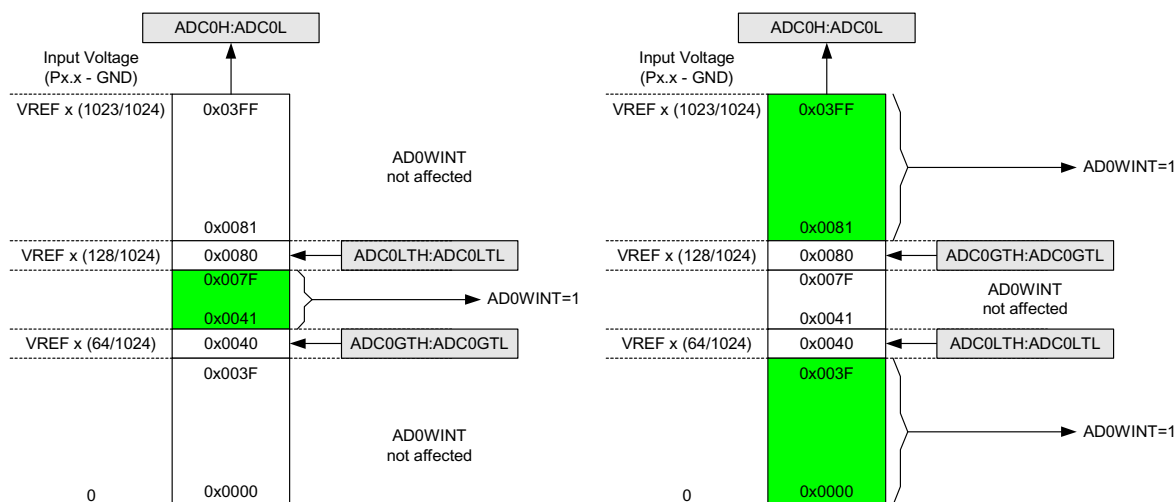 ADC0H:ADC0L
Input Voltage
(Px.x - GND)
VREF x (1023/1024)
0x03FF
AD0WINT
not affected
0x0081
VREF x (128/1024)
0x0080
ADC0LTH:ADC0LTL
0x007F
AD0WINT=1
0x0041
VREF x (64/1024)
0x0040
ADC0GTH:ADC0GTL
0x003F
AD0WINT
not affected
0
0x0000
ADC0H:ADC0L
Input Voltage
(Px.x - GND)
VREF x (1023/1024)
0x03FF
AD0WINT=1
0x0081
VREF x (128/1024)
0x0080
ADC0GTH:ADC0GTL
0x007F
AD0WINT
not affected
0x0041
VREF x (64/1024)
0x0040
ADC0LTH:ADC0LTL
0x003F
AD0WINT=1
0
0x0000